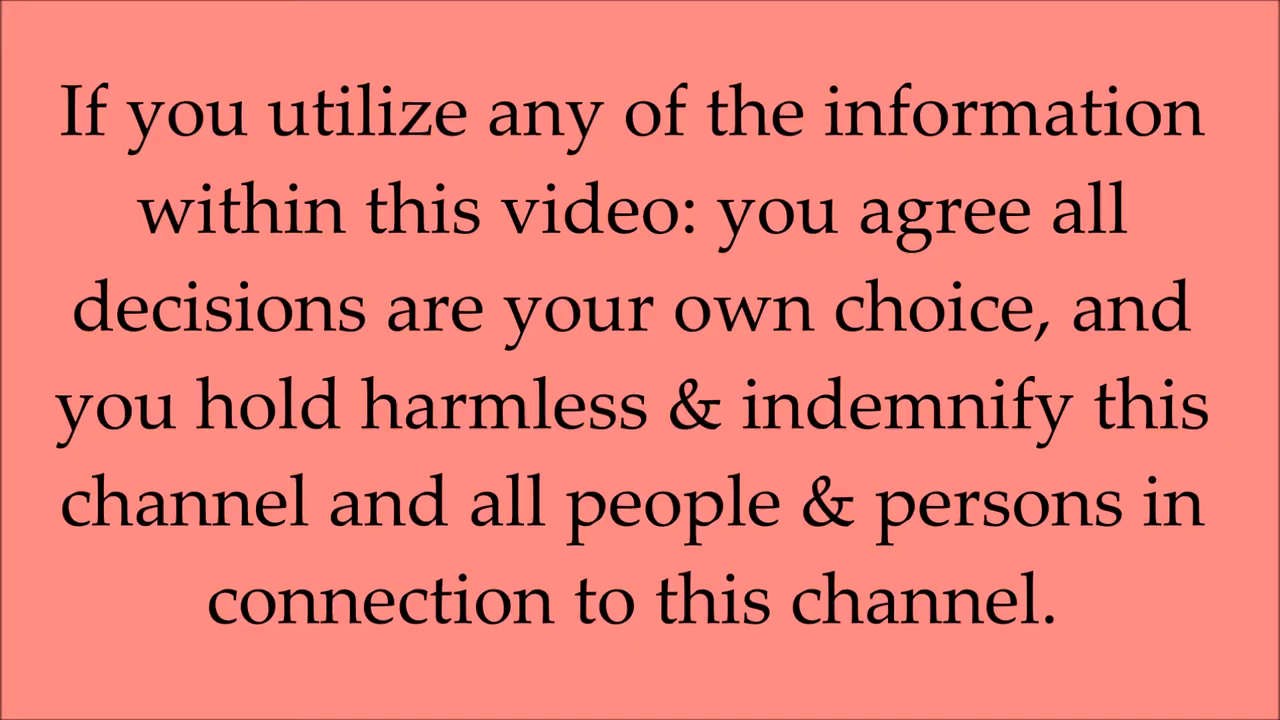 If you utilize any of the information
within this video: you agree all
decisions are your own choice, and
you hold harmless & indemnify this
channel and all people & persons in
connection to this channel.